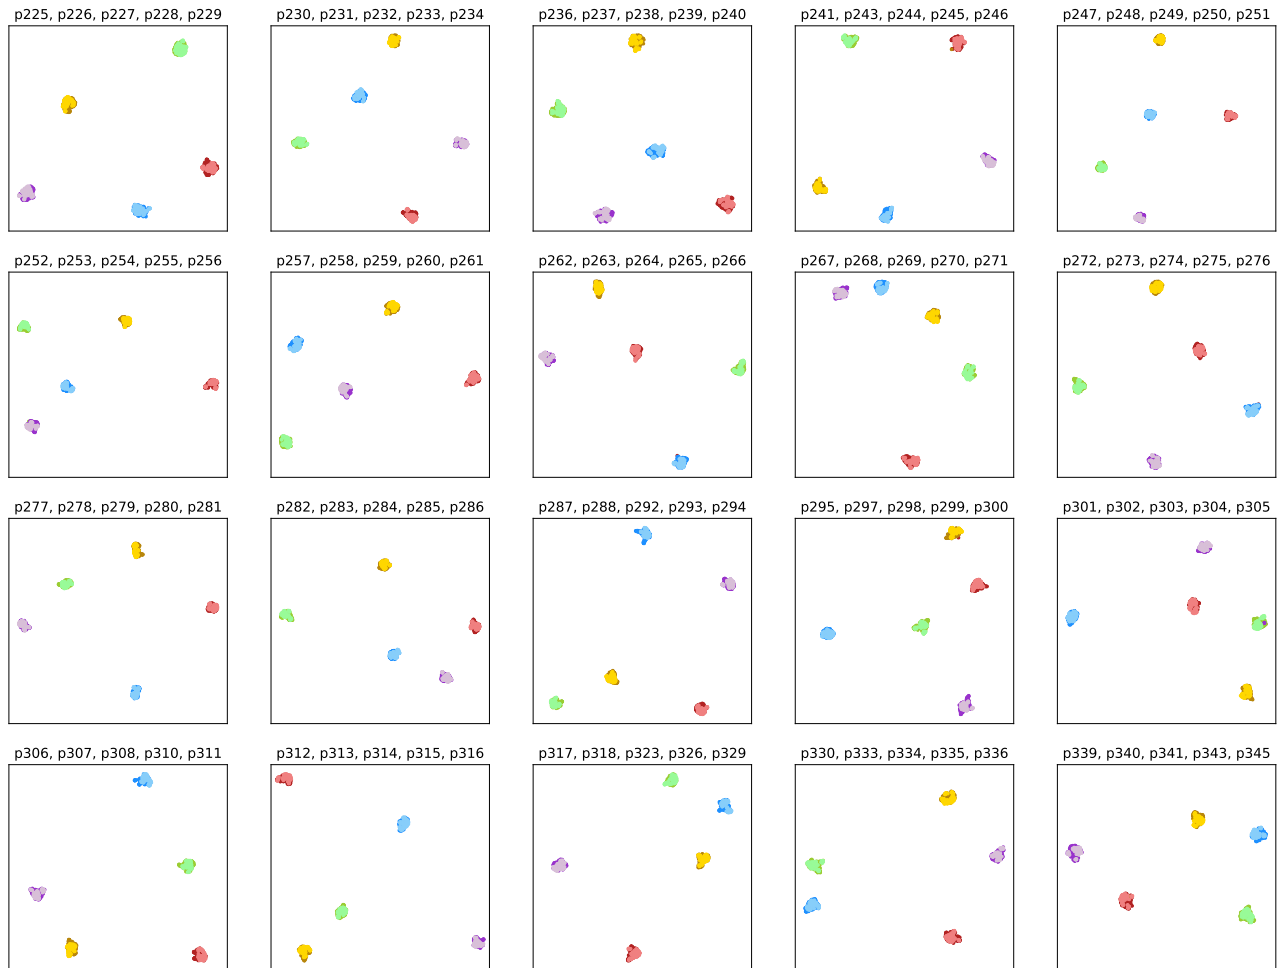 p225, p226, p227, p228, p229
p230, p231, p232, p233, p234
p236, p237, p238, p239, p240
p241, p243, p244, p245, p246
p247, p248, p249, p250, p251
p252, p253, p254, p255, p256
p257, p258, p259, p260, p261
p262, p263, p264, p265, p266
p267, p268, p269, p270, p271
p272, p273, p274, p275, p276
p277, p278, p279, p280, p281
p282, p283, p284, p285, p286
p287, p288, p292, p293, p294
p295, p297, p298, p299, p300
p301, p302, p303, p304, p305
p306, p307, p308, p310, p311
p312, p313, p314, p315, p316
p317, p318, p323, p326, p329
p330, p333, p334, p335, p336
p339, p340, p341, p343, p345